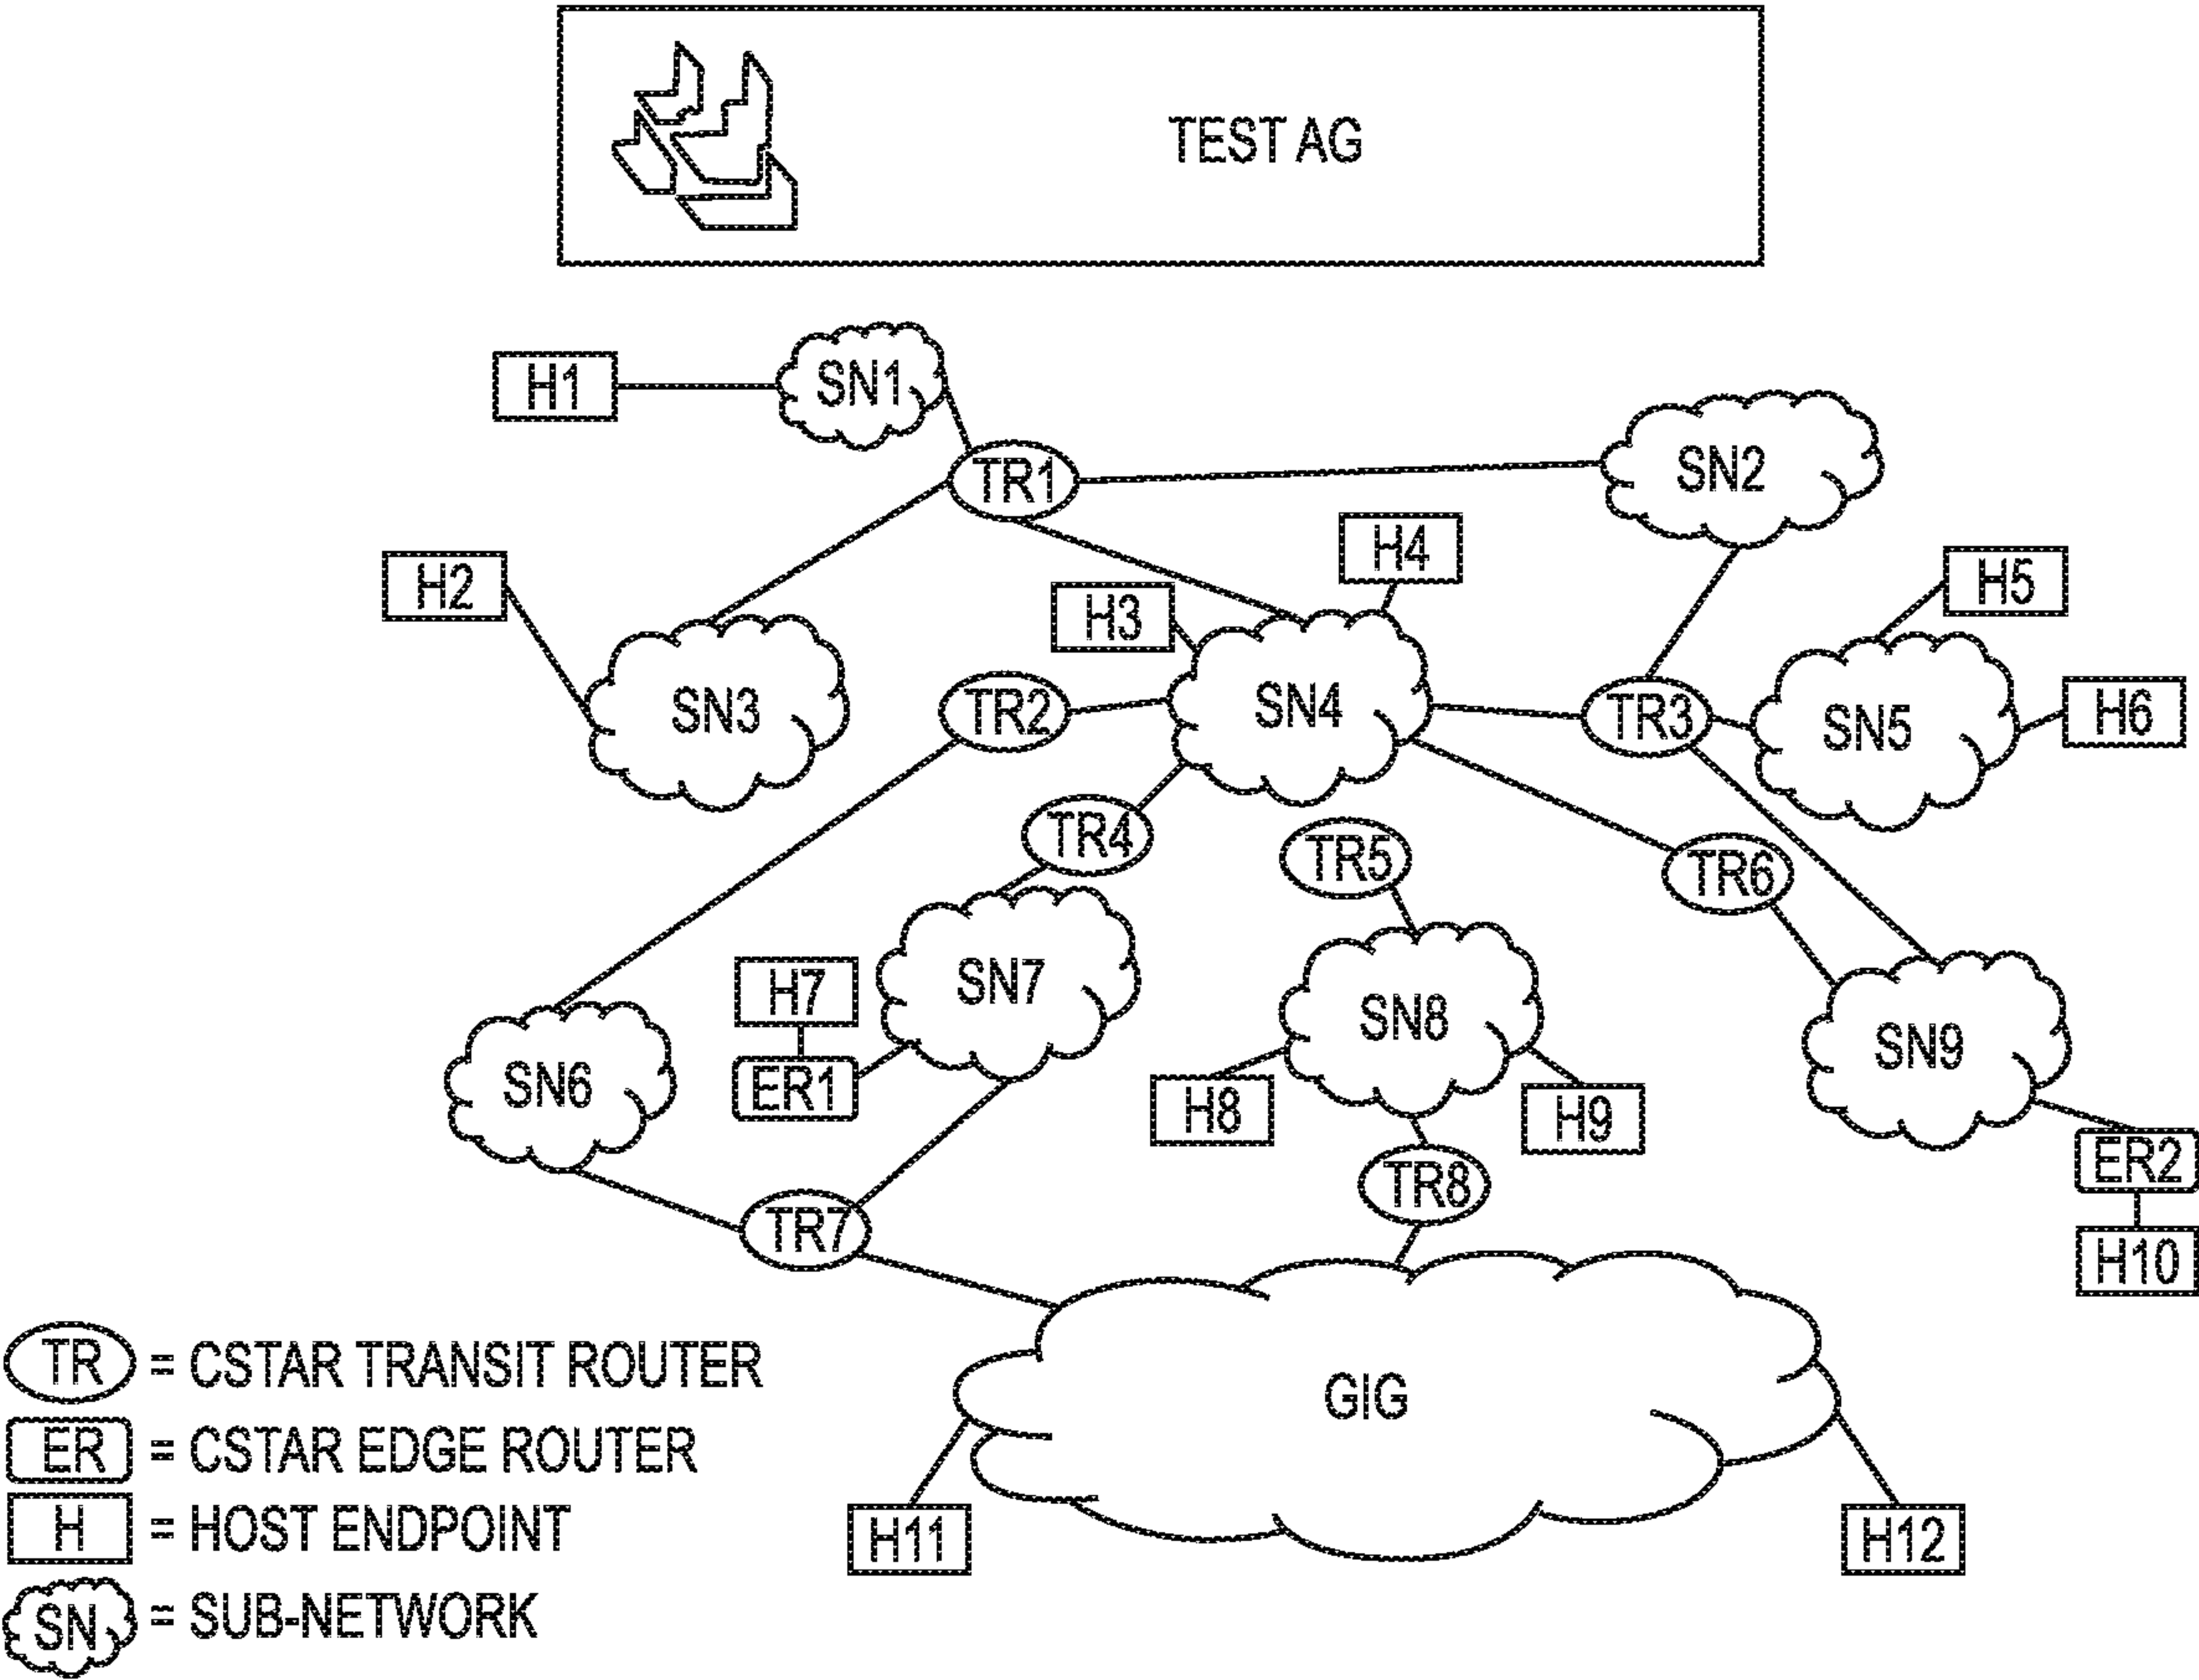 TEST AG
H1
SN1
TR1
SN2
H4
H2
H3
H5
SN3
TR2
SN4
TR3
SN5
H6
TR4
TR5
TR6
H7
SN7
SN8
SN9
SN6
ER1
H8
H9
ER2
TR8
TR7
H10
TR = CSTAR TRANSIT ROUTER
GIG
ER = CSTAR EDGE ROUTER
H = HOST ENDPOINT
H11
H12
SN = SUB-NETWORK